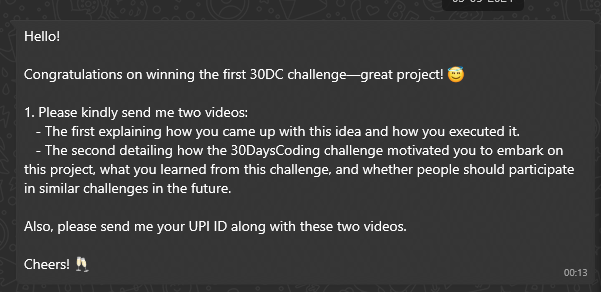 Hello!
Congratulations on winning the first 30DC challenge—great project! 😇
1. Please kindly send me two videos:
- The first explaining how you came up with this idea and how you executed it.
- The second detailing how the 30DaysCoding challenge motivated you to embark on
this project, what you learned from this challenge, and whether people should participate
in similar challenges in the future.
Also, please send me your UPI ID along with these two videos.
Cheers! 🥂
00:13